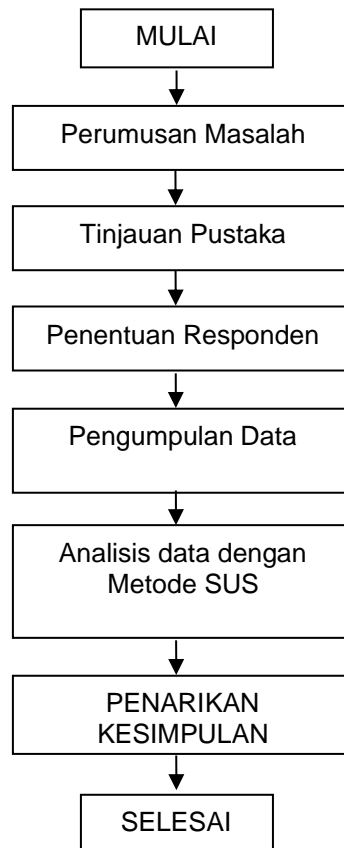 MULAI
Perumusan Masalah
Tinjauan Pustaka
Penentuan Responden
Pengumpulan Data
Analisis data dengan
Metode SUS
PENARIKAN
KESIMPULAN
SELESAI